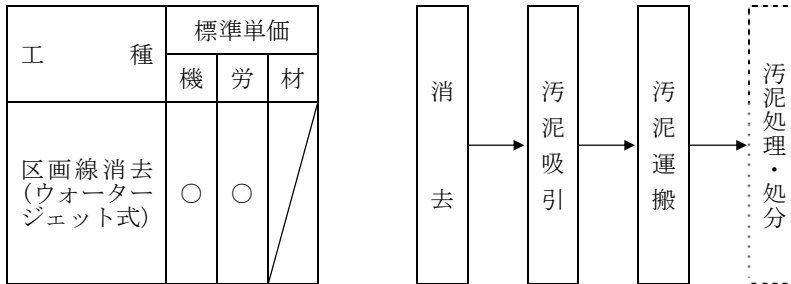 工種
標準単価
機
労
材
区画線消去
(ウォーター
ジェット式)
○
○
消去
汚泥吸引
汚泥運搬
汚泥処理・処分